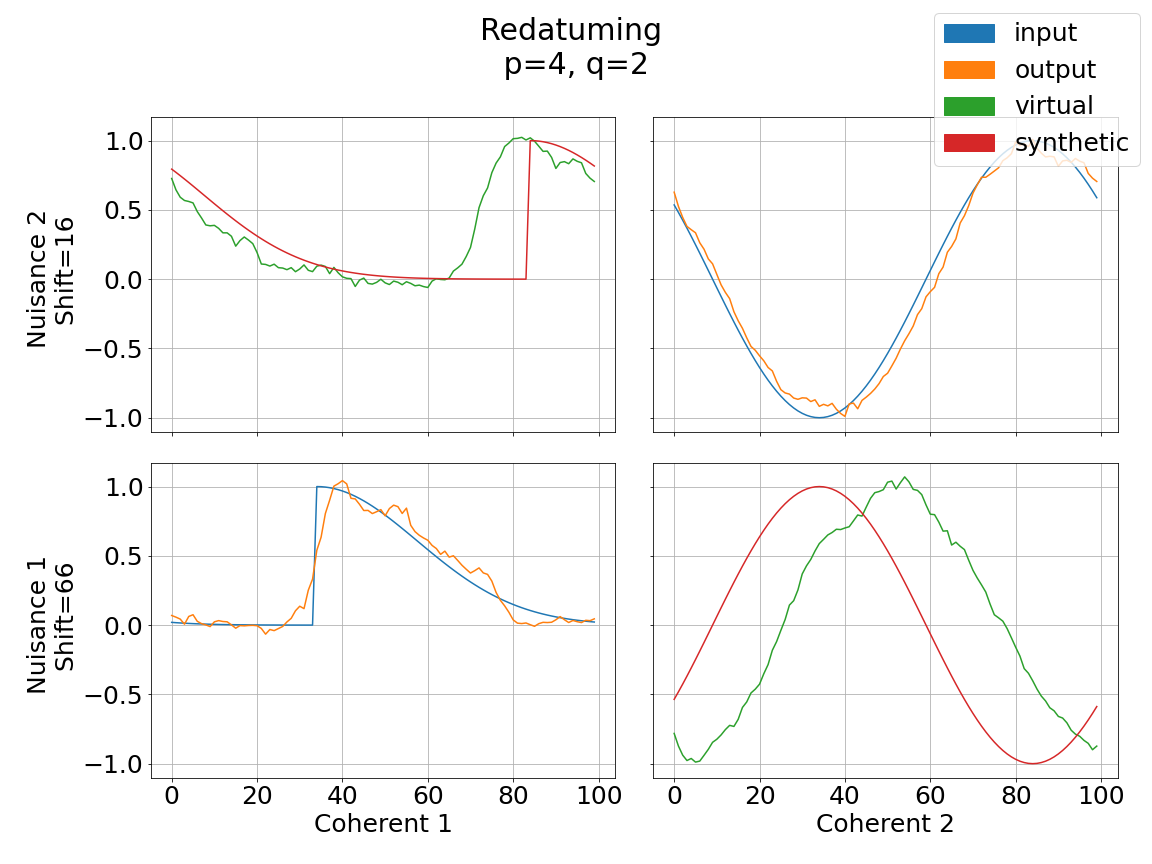 Redatuming
p=4, q=2
input
output
virtual
synthetic
Nuisance 2
Shift=16
1.0
0.5
0.0
−0.5
−1.0
Nuisance 1
Shift=66
1.0
0.5
0.0
−0.5
−1.0
0 20 40 60 80 100
Coherent 1
0 20 40 60 80 100
Coherent 2